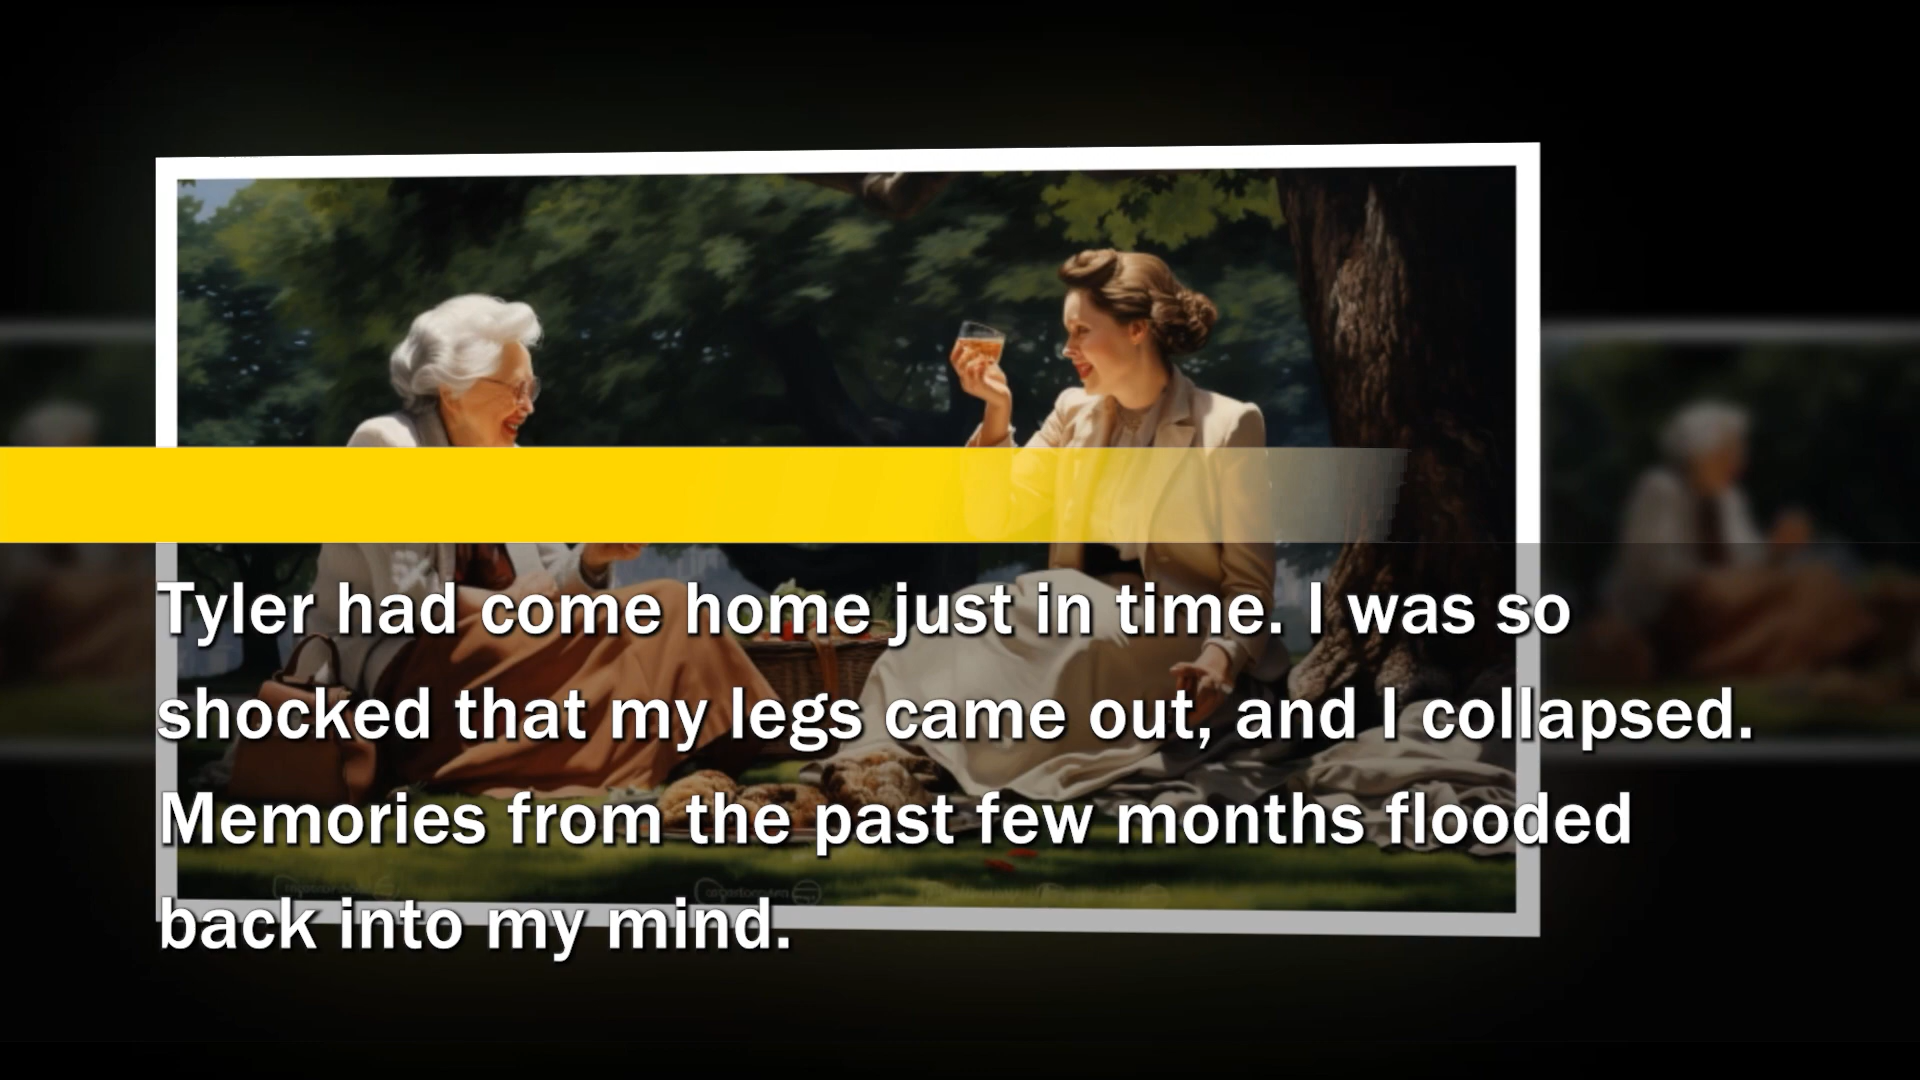 Tyler had come home just in time. I was so
shocked that my legs came out, and I collapsed.
Memories from the past few months flooded
back into my mind.